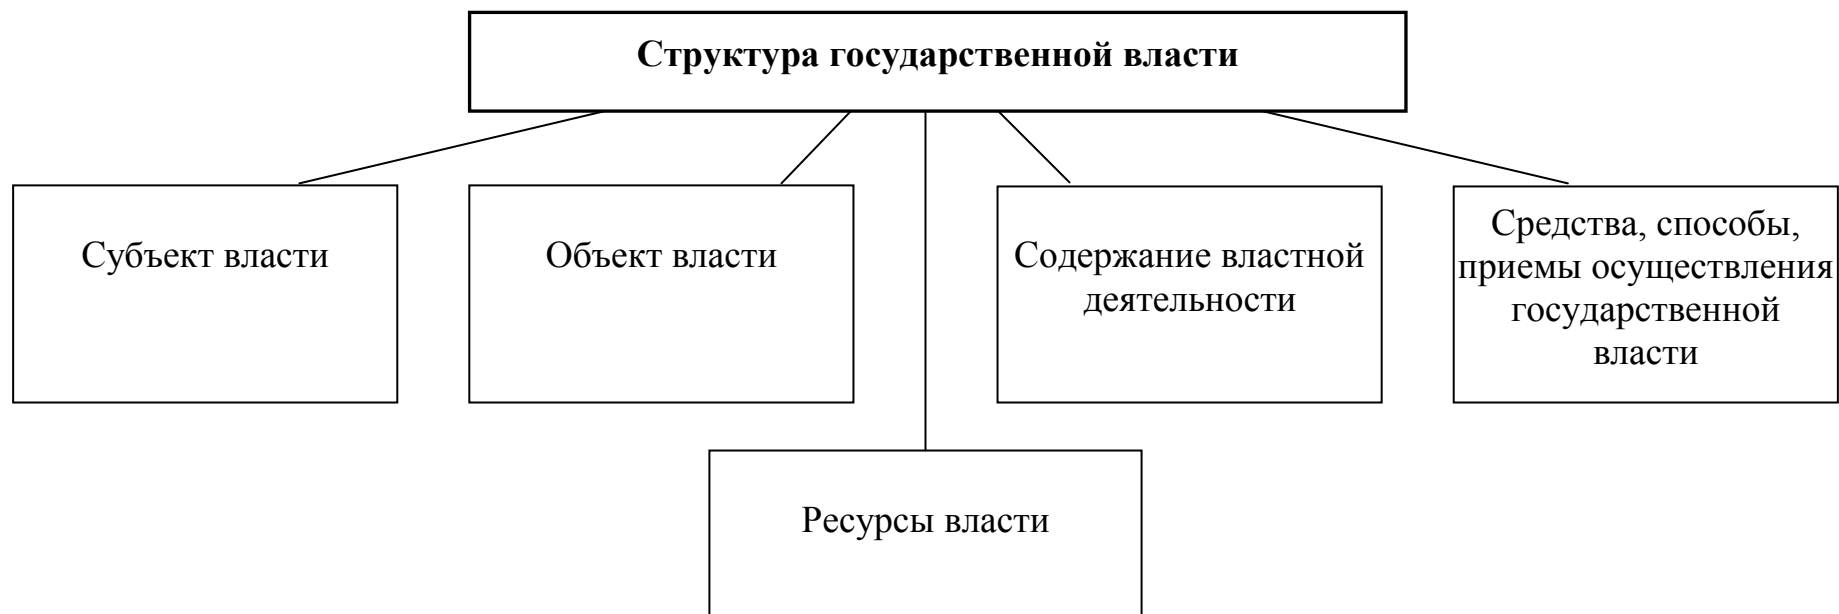 Структура государственной власти
Субъект власти
Объект власти
Содержание властной
деятельности
Средства, способы,
приемы осуществления
государственной
власти
Ресурсы власти